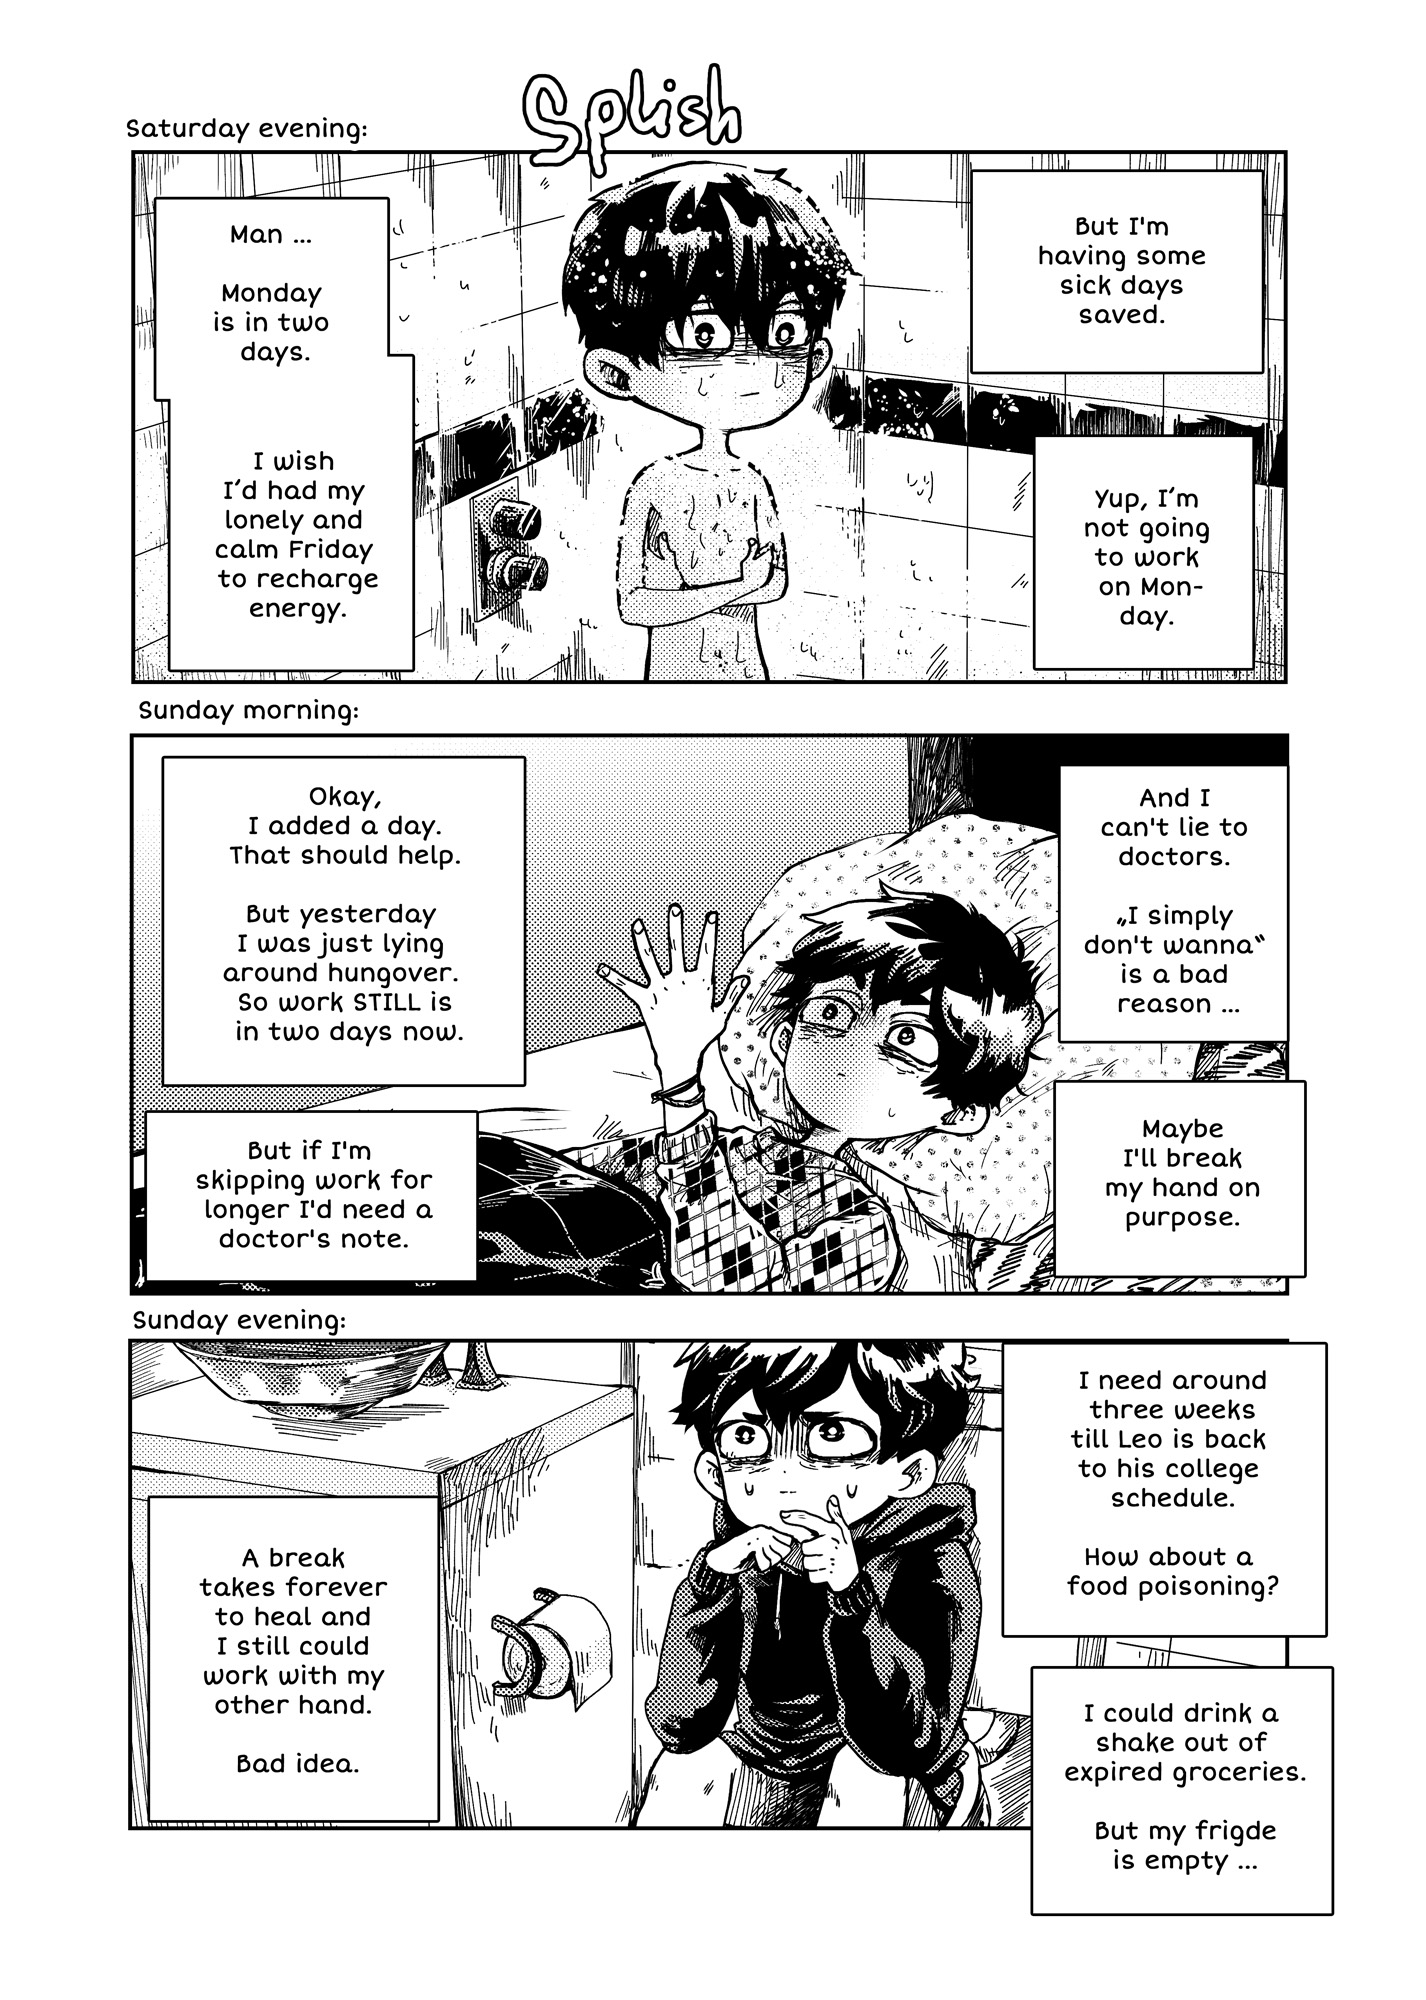 Splish
Saturday evening:
Man ...
Monday
is in two
days.
I wish
I’d had my
lonely and
calm Friday
to recharge
energy.
But I'm
having some
sick days
saved.
Yup, I’m
not going
to work
on Mon-
day.
Sunday morning:
Okay,
I added a day.
That should help.
But yesterday
I was just lying
around hungover.
So work STILL is
in two days now.
But if I'm
skipping work for
longer I'd need a
doctor's note.
And I
can't lie to
doctors.
„I simply
don't wanna‟
is a bad
reason ...
Maybe
I'll break
my hand on
purpose.
Sunday evening:
A break
takes forever
to heal and
I still could
work with my
other hand.
Bad idea.
I need around
three weeks
till Leo is back
to his college
schedule.
How about a
food poisoning?
I could drink a
shake out of
expired groceries.
But my frigde
is empty ...